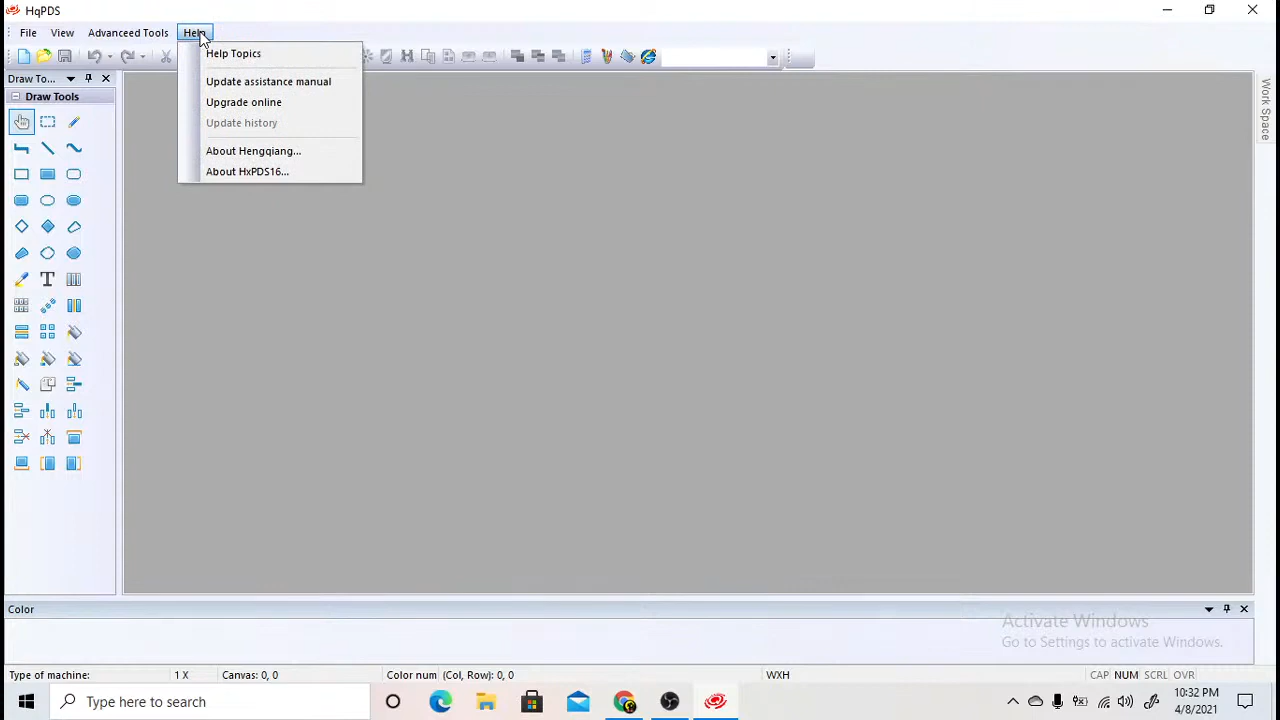 HqPDS
File View Advanceed Tools Help
Help Topics
Update assistance manual
Upgrade online
Update history
About Hengqiang...
About HxPDS16...
Draw To...
Draw Tools
T
Work Space
Color
Activate Windows
Go to Settings to activate Windows.
Type of machine: 1 X Canvas: 0, 0 Color num (Col, Row): 0, 0 WXH CAP NUM SCRL OVR
Type here to search
10:32 PM
4/8/2021